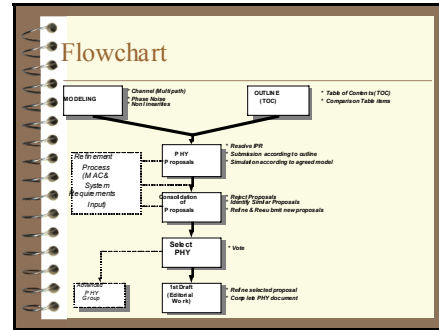 Flowchart
MODELING
* Channel (Multipath)
* Phase Noise
* Non linearities
OUTLINE
(TOC)
* Table of Contents (TOC)
* Comparison Table items
Refinement
Process
(MAC &
System
Requirements
Input)
PHY
Proposals
* Resolve IPR
* Submission according to outline
* Simulation according to agreed model
Consolidation
of
Proposals
* Reject Proposals
* Identify Similar Proposals
* Refine & Resubmit new proposals
Select
PHY
* Vote
Advanced
PHY
Group
1st Draft
(Editorial
Work)
* Refine selected proposal
* Complete PHY document